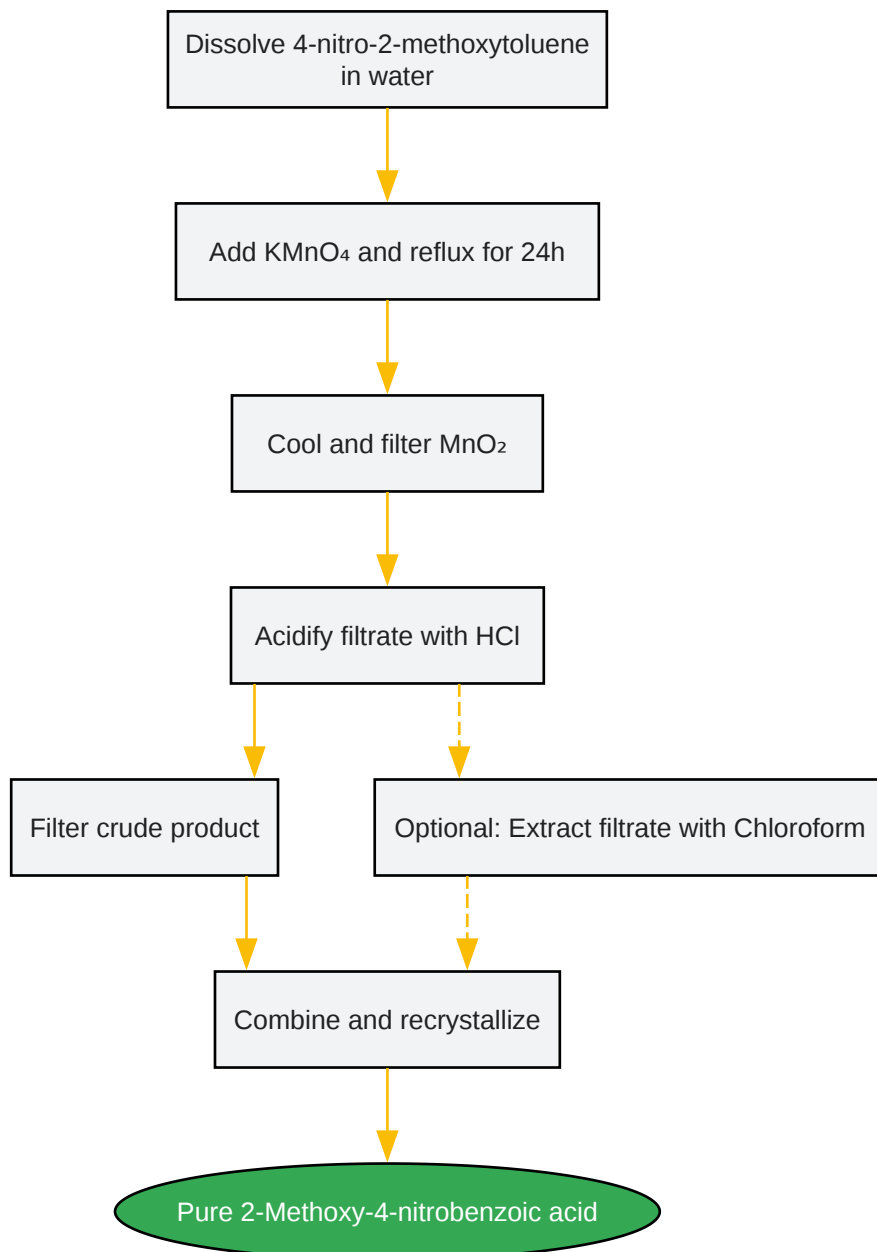 Dissolve 4-nitro-2-methoxytoluene
in water
Add KMnO₄ and reflux for 24h
Cool and filter MnO₂
Acidify filtrate with HCl
Filter crude product
Optional: Extract filtrate with Chloroform
Combine and recrystallize
Pure 2-Methoxy-4-nitrobenzoic acid